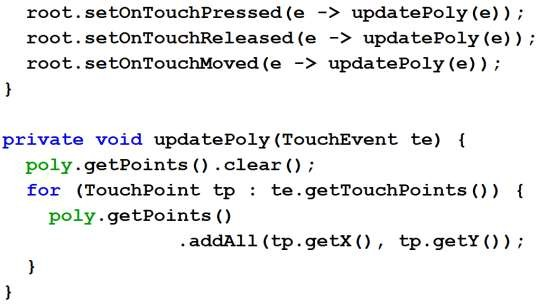 root.setOnTouchPressed(e -> updatePoly(e));
root.setOnTouchReleased(e -> updatePoly(e));
root.setOnTouchMoved(e -> updatePoly(e));
}
private void updatePoly(TouchEvent te) {
poly.getPoints().clear();
for (TouchPoint tp : te.getTouchPoints()) {
poly.getPoints()
.addAll(tp.getX(), tp.getY());
}
}